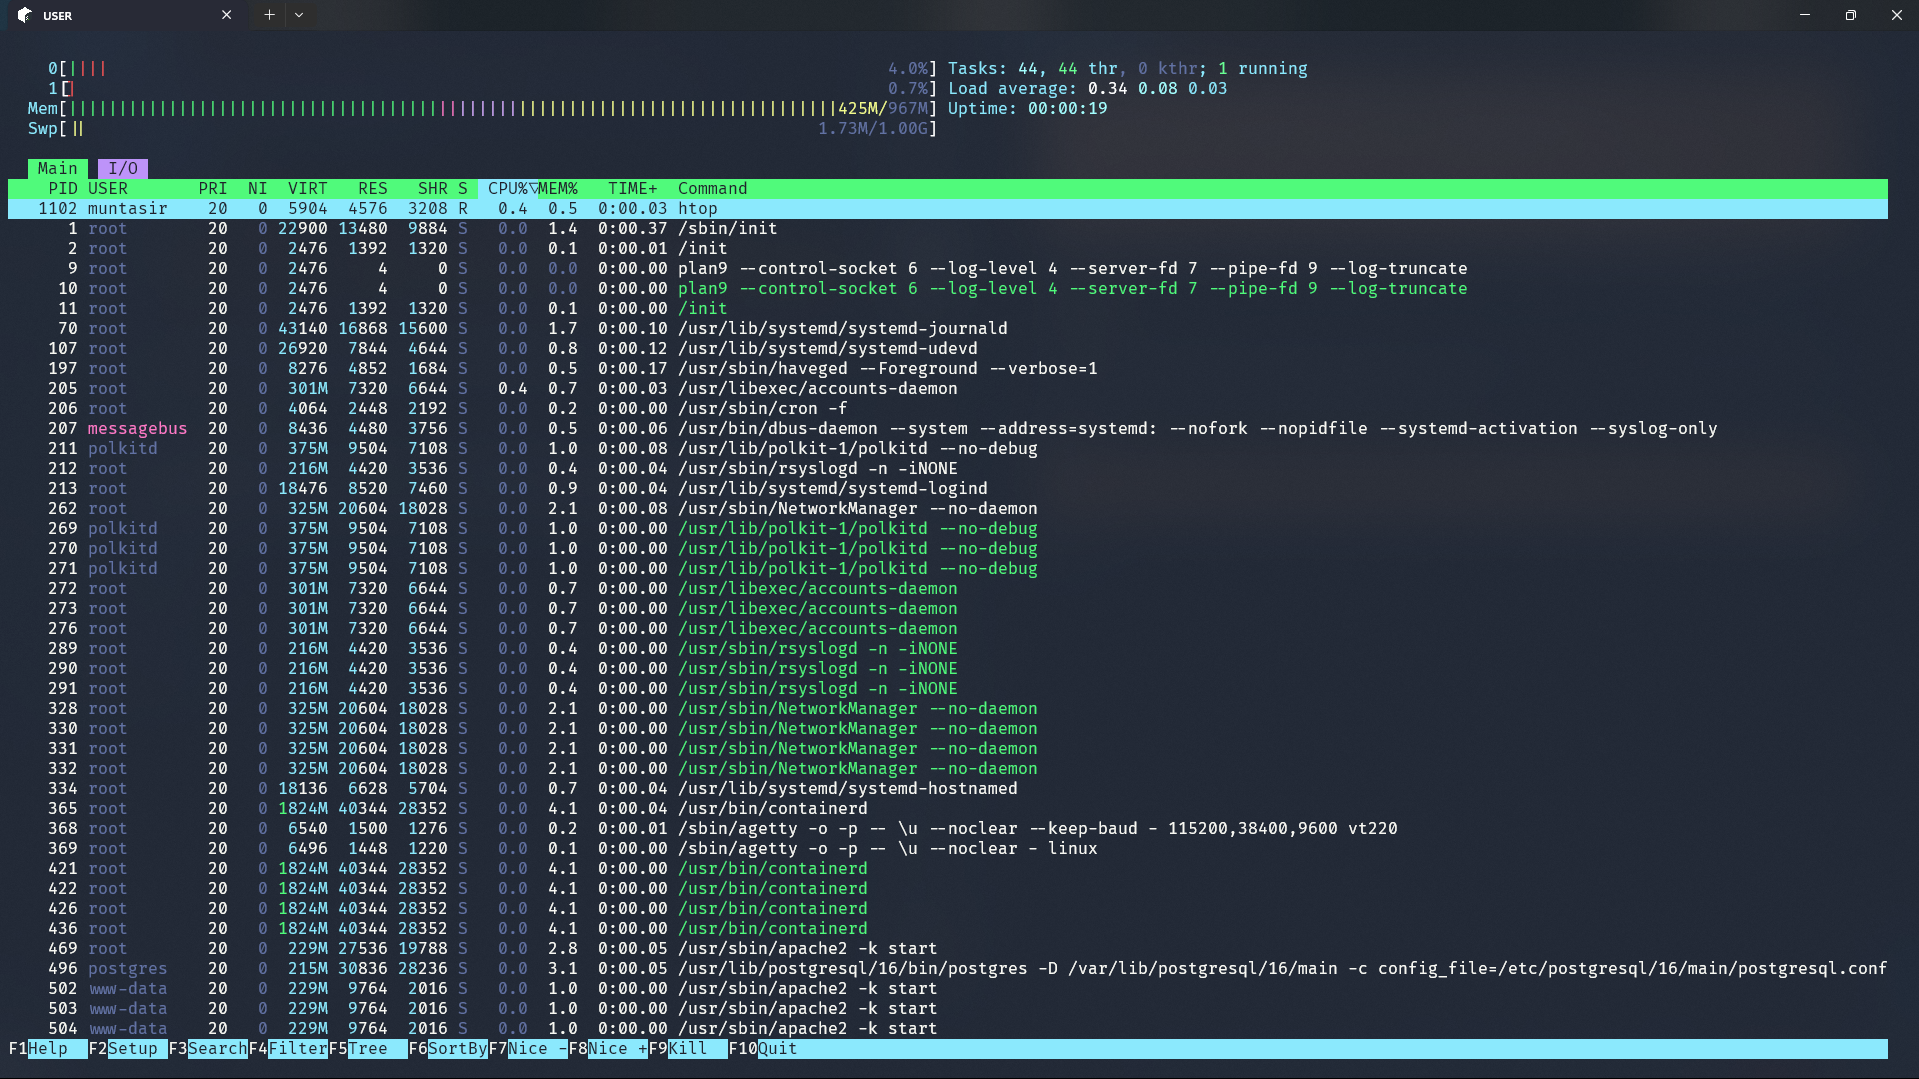 USER
0[|||| 4.0%] Tasks: 44, 44 thr, 0 kthr; 1 running
1[| 0.7%] Load average: 0.34 0.08 0.03
Mem[|||||||||||||||||||||||||||||||||||||||||||||||||||||||||||||||||||||||||||||425M/967M] Uptime: 00:00:19
Swp[|| 1.73M/1.00G]
Main I/O
PID USER PRI NI VIRT RES SHR S CPU%▽MEM% TIME+ Command
1102 muntasir 20 0 5904 4576 3208 R 0.4 0.5 0:00.03 htop
1 root 20 0 22900 13480 9884 S 0.0 1.4 0:00.37 /sbin/init
2 root 20 0 2476 1392 1320 S 0.0 0.1 0:00.01 /init
9 root 20 0 2476 4 0 S 0.0 0.0 0:00.00 plan9 --control-socket 6 --log-level 4 --server-fd 7 --pipe-fd 9 --log-truncate
10 root 20 0 2476 4 0 S 0.0 0.0 0:00.00 plan9 --control-socket 6 --log-level 4 --server-fd 7 --pipe-fd 9 --log-truncate
11 root 20 0 2476 1392 1320 S 0.0 0.1 0:00.00 /init
70 root 20 0 43140 16868 15600 S 0.0 1.7 0:00.10 /usr/lib/systemd/systemd-journald
107 root 20 0 26920 7844 4644 S 0.0 0.8 0:00.12 /usr/lib/systemd/systemd-udevd
197 root 20 0 8276 4852 1684 S 0.0 0.5 0:00.17 /usr/sbin/haveged --Foreground --verbose=1
205 root 20 0 301M 7320 6644 S 0.4 0.7 0:00.03 /usr/libexec/accounts-daemon
206 root 20 0 4064 2448 2192 S 0.0 0.2 0:00.00 /usr/sbin/cron -f
207 messagebus 20 0 8436 4480 3756 S 0.0 0.5 0:00.06 /usr/bin/dbus-daemon --system --address=systemd: --nofork --nopidfile --systemd-activation --syslog-only
211 polkitd 20 0 375M 9504 7108 S 0.0 1.0 0:00.08 /usr/lib/polkit-1/polkitd --no-debug
212 root 20 0 216M 4420 3536 S 0.0 0.4 0:00.04 /usr/sbin/rsyslogd -n -iNONE
213 root 20 0 18476 8520 7460 S 0.0 0.9 0:00.04 /usr/lib/systemd/systemd-logind
262 root 20 0 325M 20604 18028 S 0.0 2.1 0:00.08 /usr/sbin/NetworkManager --no-daemon
269 polkitd 20 0 375M 9504 7108 S 0.0 1.0 0:00.00 /usr/lib/polkit-1/polkitd --no-debug
270 polkitd 20 0 375M 9504 7108 S 0.0 1.0 0:00.00 /usr/lib/polkit-1/polkitd --no-debug
271 polkitd 20 0 375M 9504 7108 S 0.0 1.0 0:00.00 /usr/lib/polkit-1/polkitd --no-debug
272 root 20 0 301M 7320 6644 S 0.0 0.7 0:00.00 /usr/libexec/accounts-daemon
273 root 20 0 301M 7320 6644 S 0.0 0.7 0:00.00 /usr/libexec/accounts-daemon
276 root 20 0 301M 7320 6644 S 0.0 0.7 0:00.00 /usr/libexec/accounts-daemon
289 root 20 0 216M 4420 3536 S 0.0 0.4 0:00.00 /usr/sbin/rsyslogd -n -iNONE
290 root 20 0 216M 4420 3536 S 0.0 0.4 0:00.00 /usr/sbin/rsyslogd -n -iNONE
291 root 20 0 216M 4420 3536 S 0.0 0.4 0:00.00 /usr/sbin/rsyslogd -n -iNONE
328 root 20 0 325M 20604 18028 S 0.0 2.1 0:00.00 /usr/sbin/NetworkManager --no-daemon
330 root 20 0 325M 20604 18028 S 0.0 2.1 0:00.00 /usr/sbin/NetworkManager --no-daemon
331 root 20 0 325M 20604 18028 S 0.0 2.1 0:00.00 /usr/sbin/NetworkManager --no-daemon
332 root 20 0 325M 20604 18028 S 0.0 2.1 0:00.00 /usr/sbin/NetworkManager --no-daemon
334 root 20 0 18136 6628 5704 S 0.0 0.7 0:00.04 /usr/lib/systemd/systemd-hostnamed
365 root 20 0 1824M 40344 28352 S 0.0 4.1 0:00.04 /usr/bin/containerd
368 root 20 0 6540 1500 1276 S 0.0 0.2 0:00.01 /sbin/agetty -o -p -- \u --noclear --keep-baud - 115200,38400,9600 vt220
369 root 20 0 6496 1448 1220 S 0.0 0.1 0:00.00 /sbin/agetty -o -p -- \u --noclear - linux
421 root 20 0 1824M 40344 28352 S 0.0 4.1 0:00.00 /usr/bin/containerd
422 root 20 0 1824M 40344 28352 S 0.0 4.1 0:00.00 /usr/bin/containerd
426 root 20 0 1824M 40344 28352 S 0.0 4.1 0:00.00 /usr/bin/containerd
436 root 20 0 1824M 40344 28352 S 0.0 4.1 0:00.00 /usr/bin/containerd
469 root 20 0 229M 27536 19788 S 0.0 2.8 0:00.05 /usr/sbin/apache2 -k start
496 postgres 20 0 215M 30836 28236 S 0.0 3.1 0:00.05 /usr/lib/postgresql/16/bin/postgres -D /var/lib/postgresql/16/main -c config_file=/etc/postgresql/16/main/postgresql.conf
502 www-data 20 0 229M 9764 2016 S 0.0 1.0 0:00.00 /usr/sbin/apache2 -k start
503 www-data 20 0 229M 9764 2016 S 0.0 1.0 0:00.00 /usr/sbin/apache2 -k start
504 www-data 20 0 229M 9764 2016 S 0.0 1.0 0:00.00 /usr/sbin/apache2 -k start
F1Help F2Setup F3SearchF4FilterF5Tree F6SortByF7Nice -F8Nice +F9Kill F10Quit